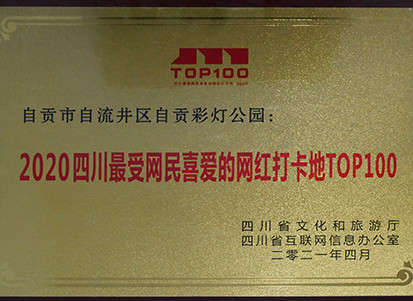 TOP100
自贡市自流井区自贡彩灯公园：
2020四川最受网民喜爱的网红打卡地TOP100
四川省文化和旅游厅
四川省互联网信息办公室
二零二一年四月